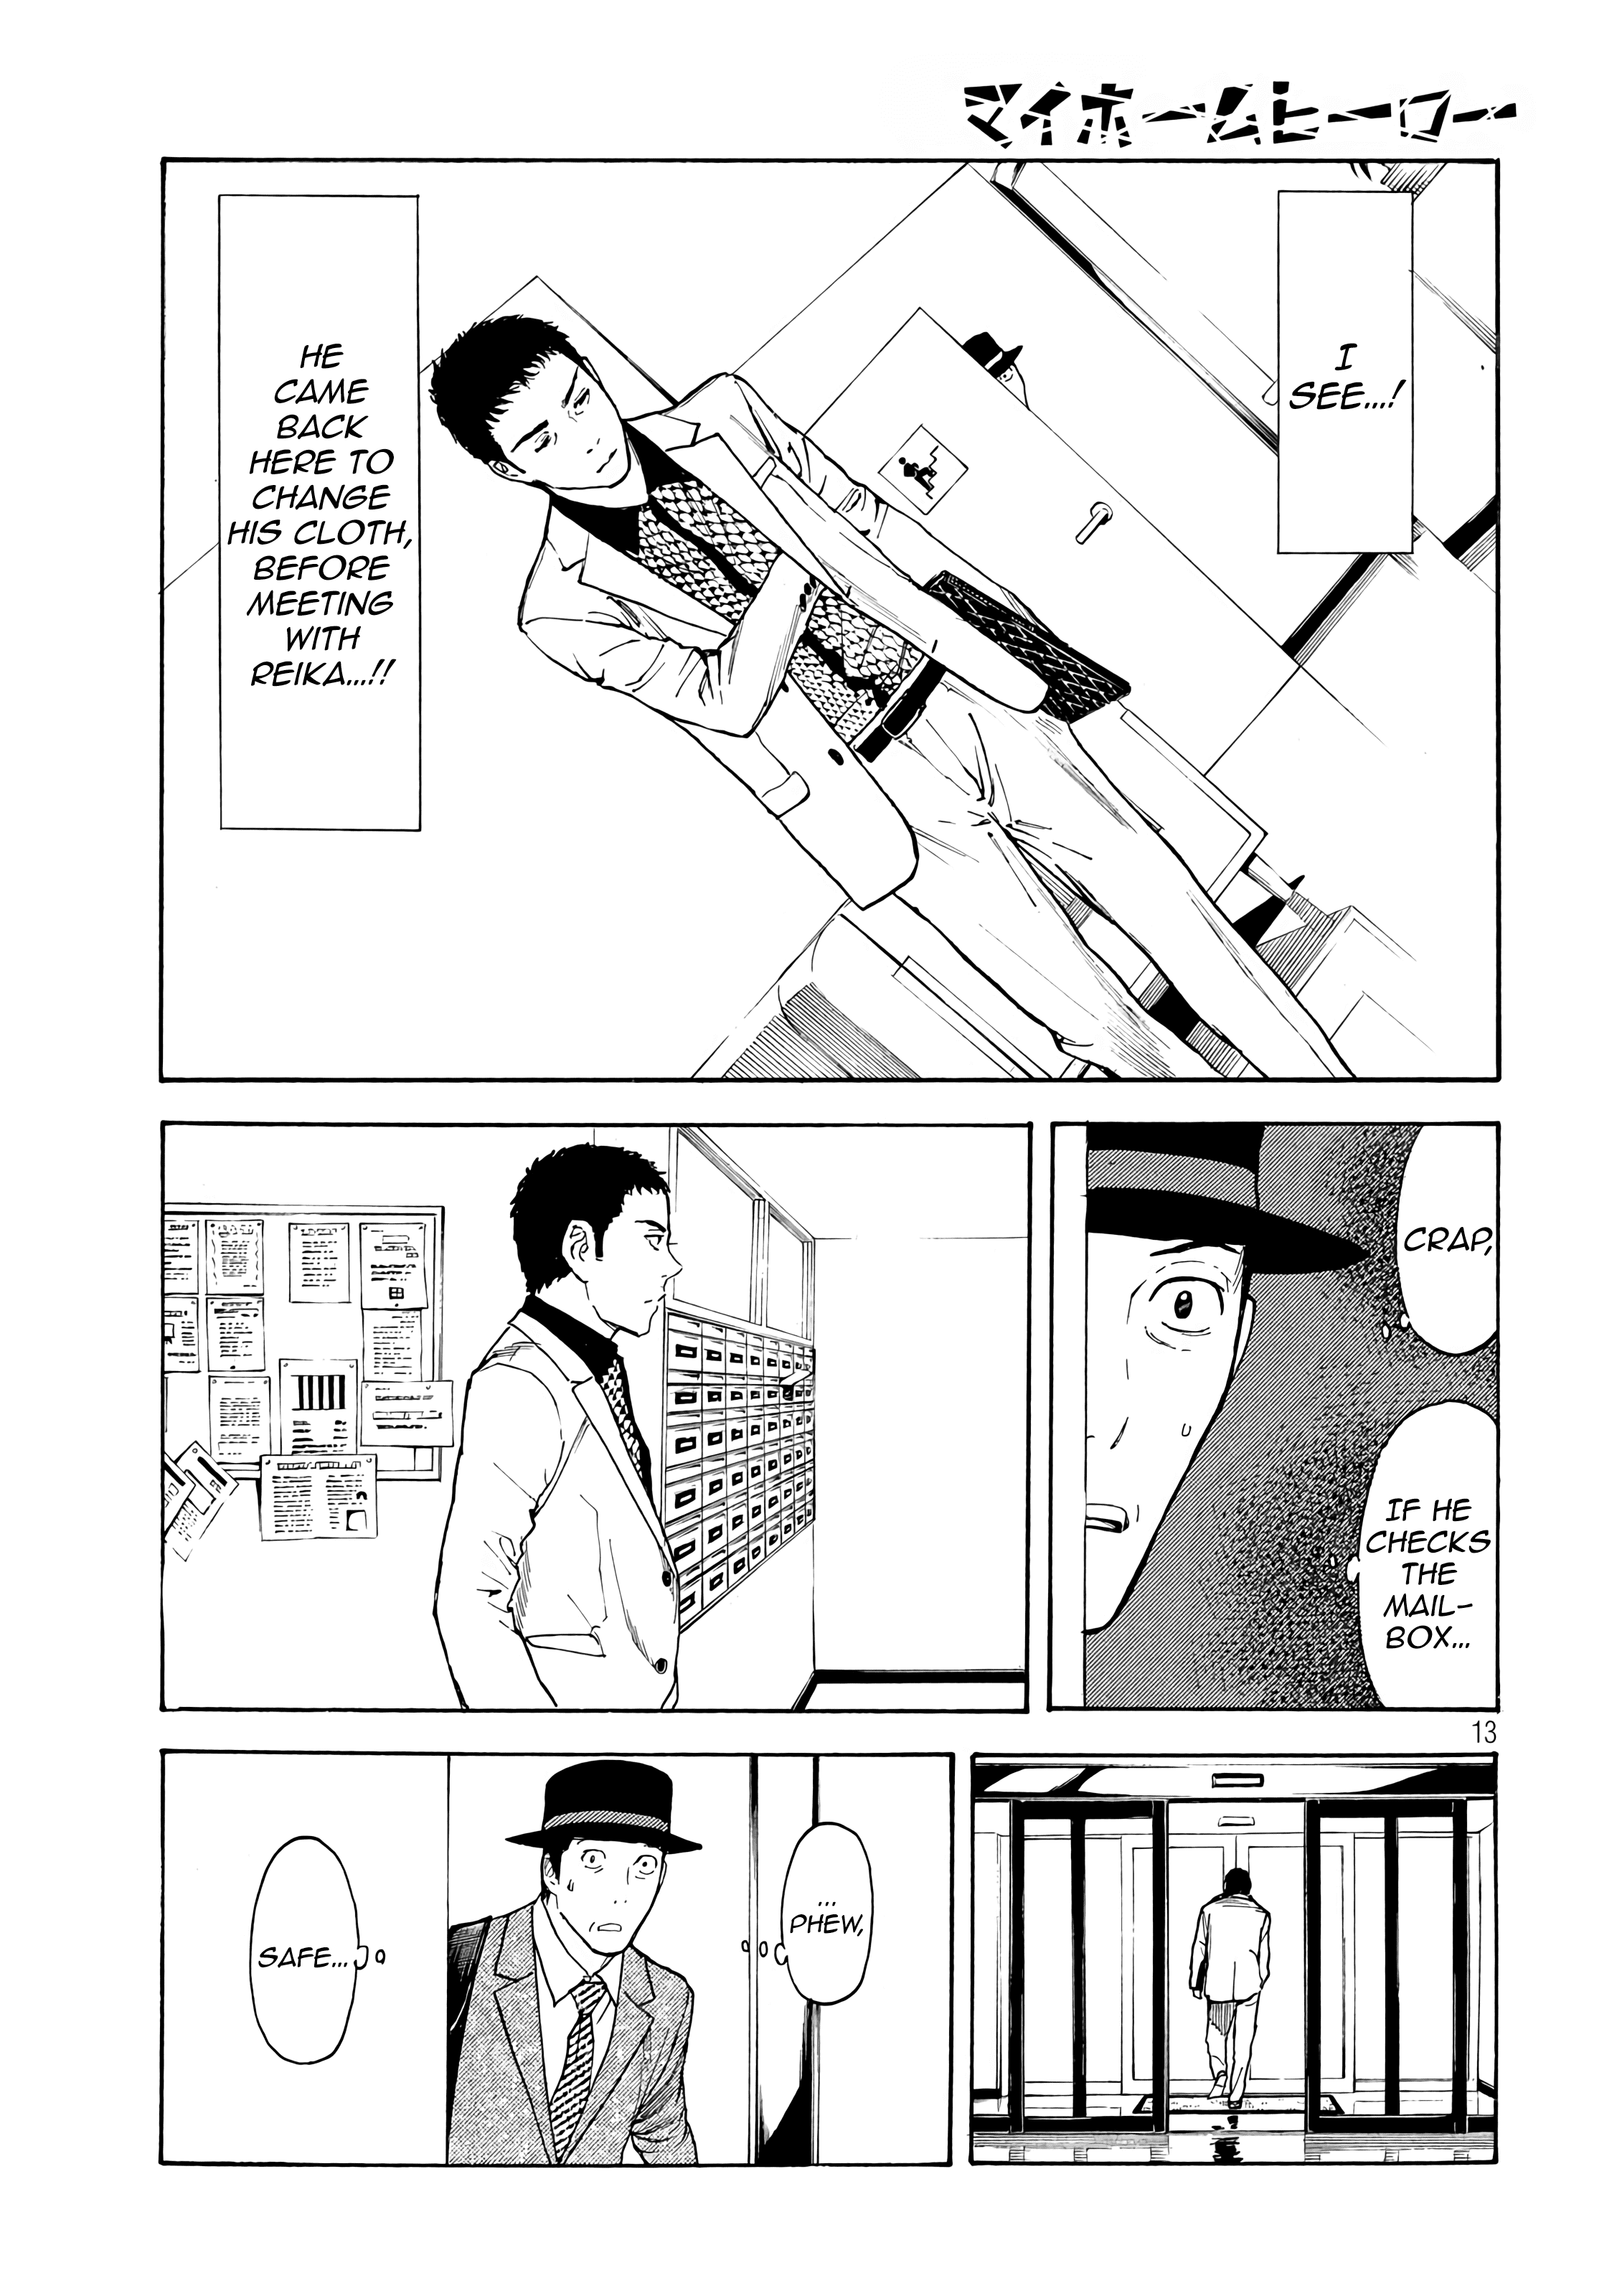 マイホームヒーロー
I
SEE...!
HE
CAME
BACK
HERE TO
CHANGE
HIS CLOTH,
BEFORE
MEETING
WITH
REIKA...!!
CRAP,
IF HE
CHECKS
THE
MAIL-
BOX...
13
...
PHEW,
SAFE...